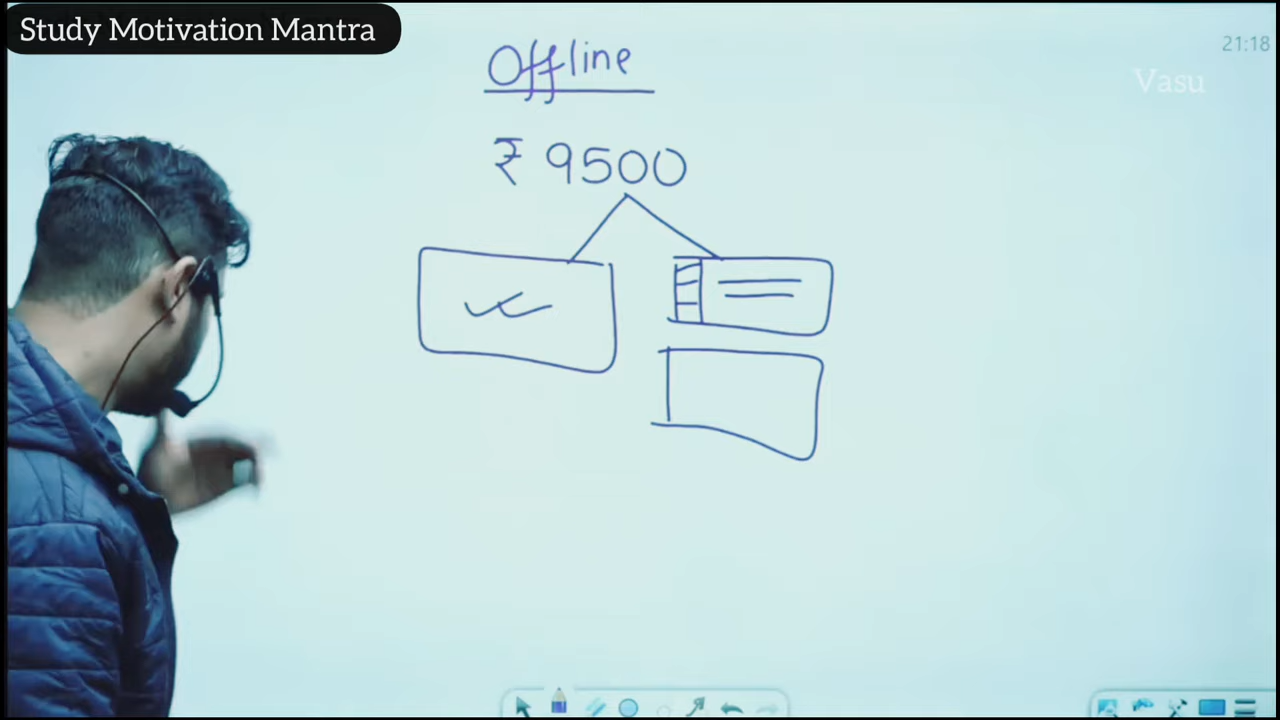 Study Motivation Mantra
21:18
Vasu
Offline
₹ 9500